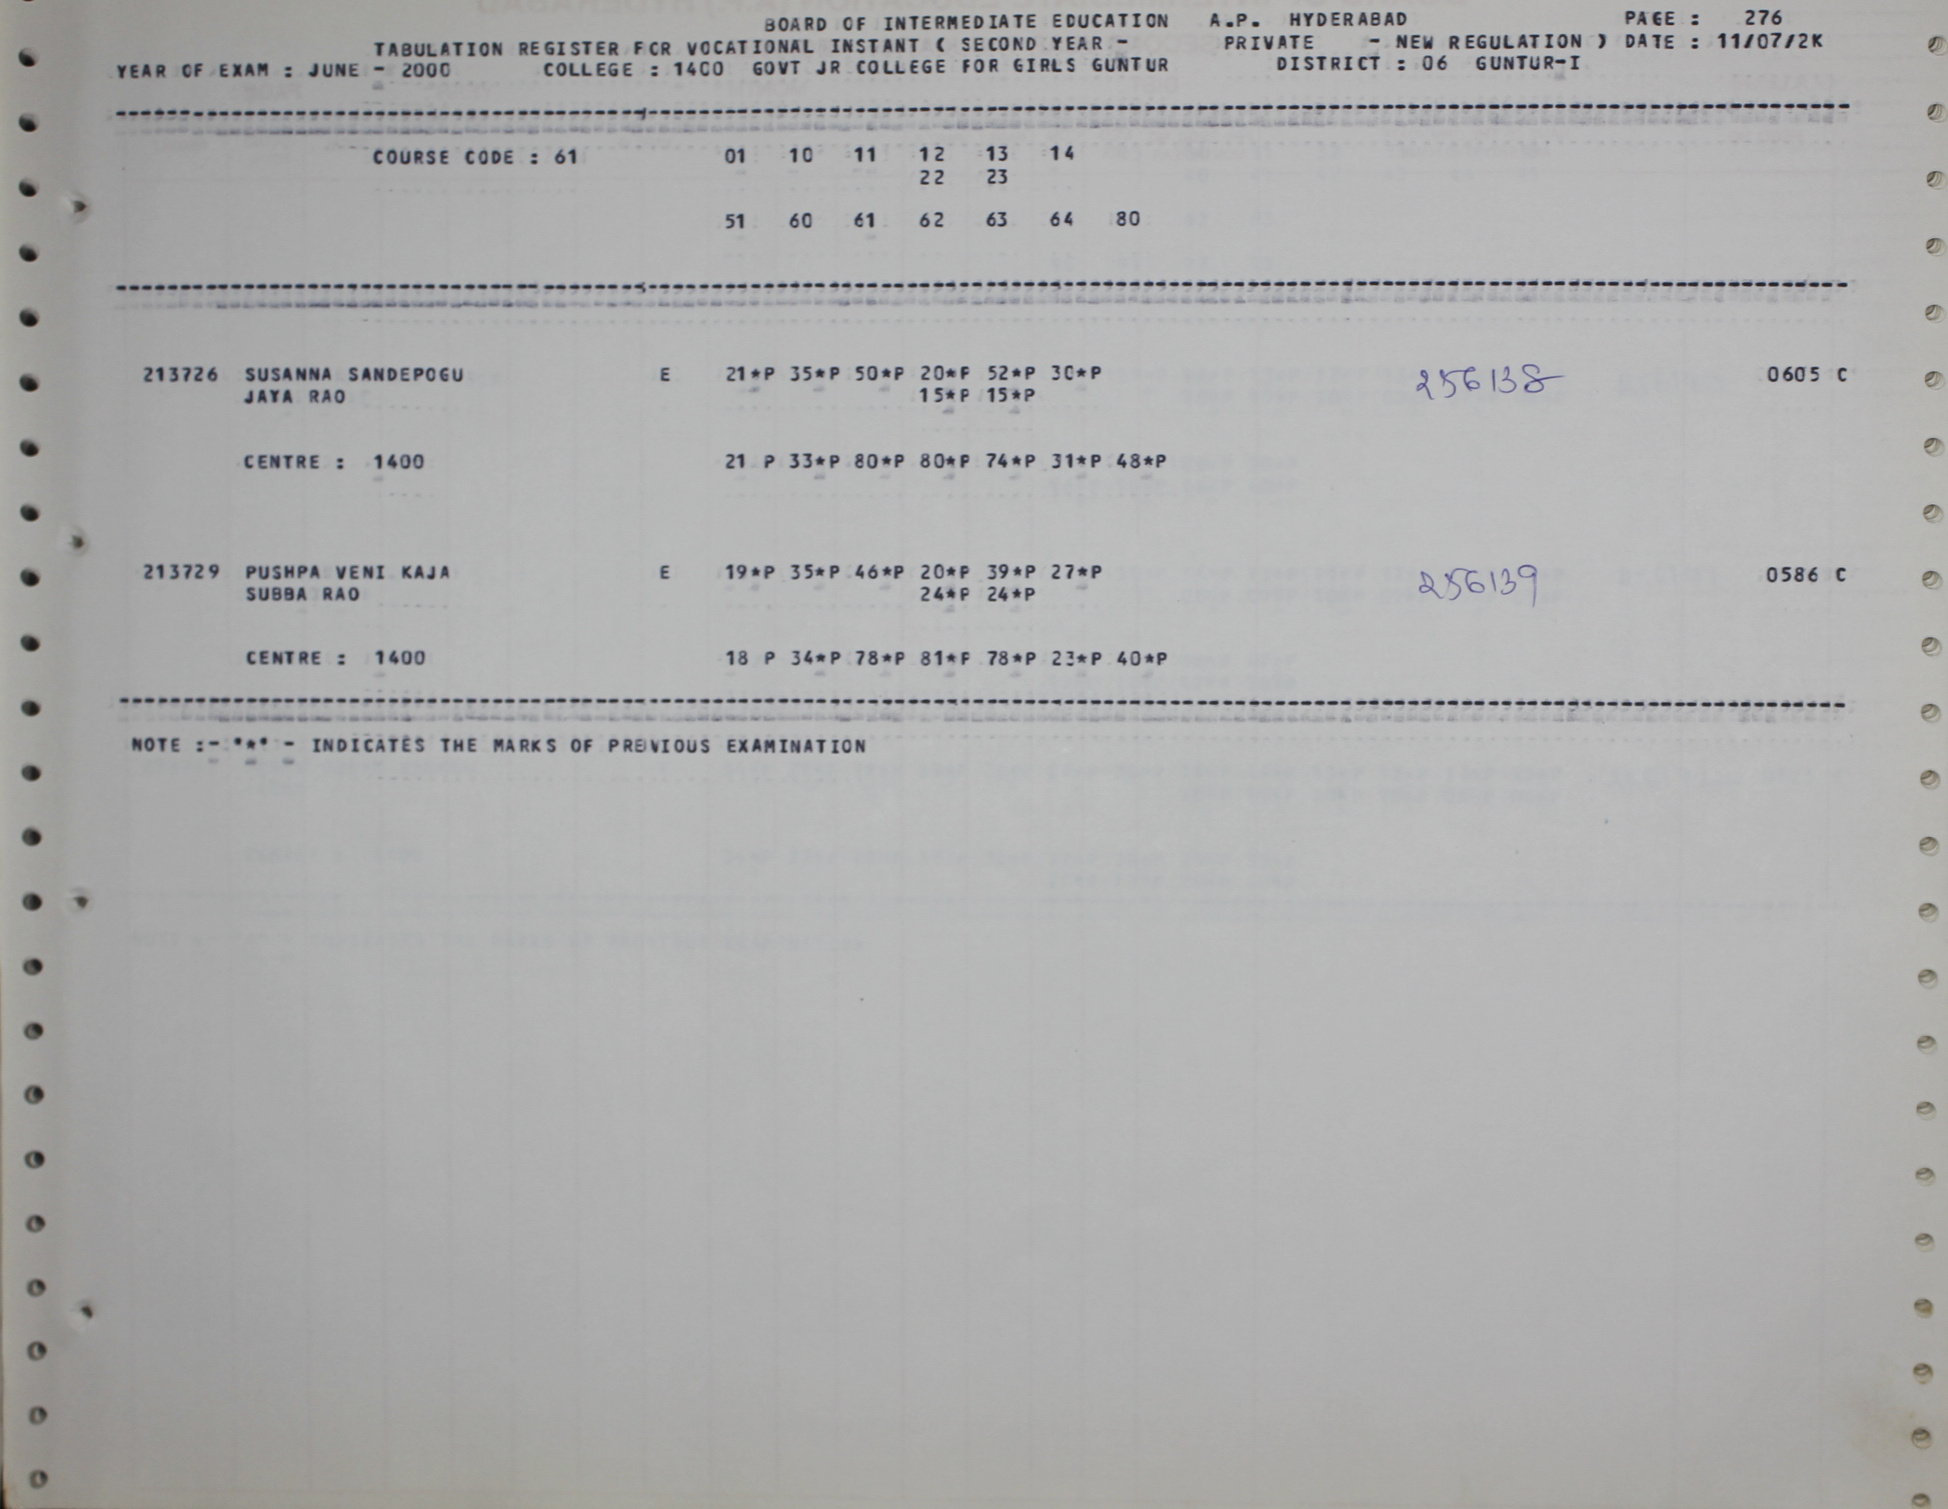 BOARD OF INTERMEDIATE EDUCATION A.P. HYDERABAD PAGE : 276
TABULATION REGISTER FOR VOCATIONAL INSTANT ( SECOND YEAR - PRIVATE - NEW REGULATION ) DATE : 11/07/2K
YEAR OF EXAM : JUNE - 2000 COLLEGE : 1400 GOVT JR COLLEGE FOR GIRLS GUNTUR DISTRICT : 06 GUNTUR-I
COURSE CODE : 61 01 10 11 12 13 14
22 23
51 60 61 62 63 64 80
213726 SUSANNA SANDEPOGU E 21*P 35*P 50*P 20*P 52*P 30*P 256138 0605 C
JAYA RAO 15*P 15*P
CENTRE : 1400 21 P 33*P 80*P 80*P 74*P 31*P 48*P
213729 PUSHPA VENI KAJA E 19*P 35*P 46*P 20*P 39*P 27*P 256139 0586 C
SUBBA RAO 24*P 24*P
CENTRE : 1400 18 P 34*P 78*P 81*P 78*P 23*P 40*P
NOTE :- '*' - INDICATES THE MARKS OF PREVIOUS EXAMINATION